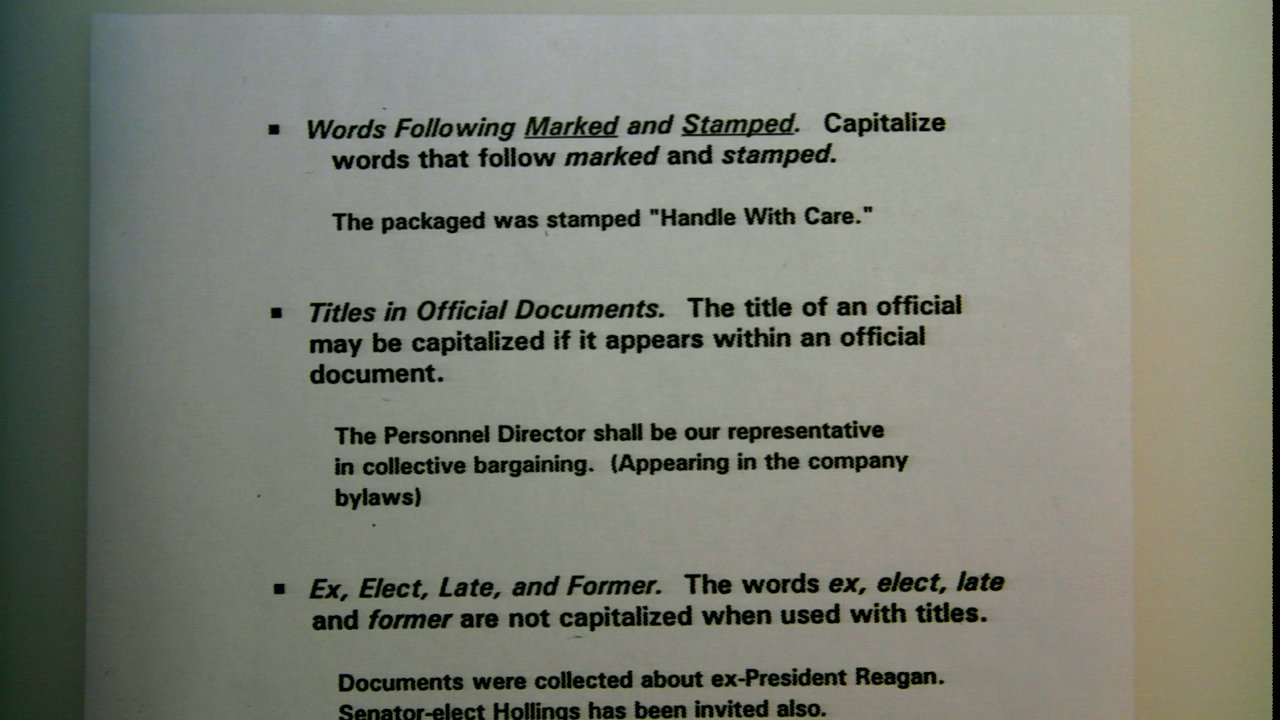 ▪ Words Following Marked and Stamped. Capitalize
words that follow marked and stamped.
The packaged was stamped "Handle With Care."
▪ Titles in Official Documents. The title of an official
may be capitalized if it appears within an official
document.
The Personnel Director shall be our representative
in collective bargaining. (Appearing in the company
bylaws)
▪ Ex, Elect, Late, and Former. The words ex, elect, late
and former are not capitalized when used with titles.
Documents were collected about ex-President Reagan.
Senator-elect Hollings has been invited also.